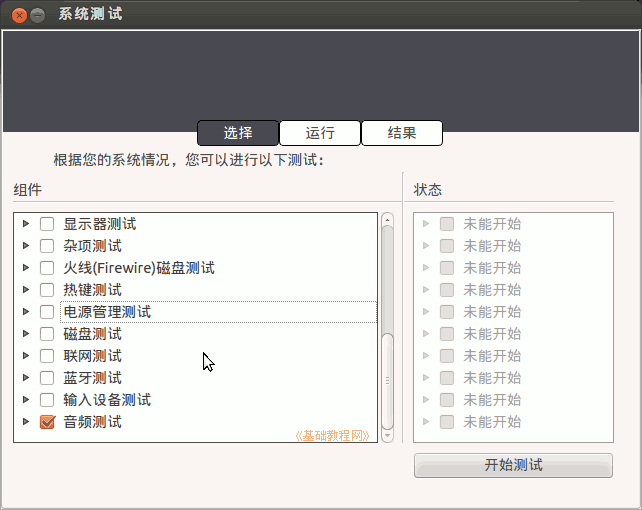 系统测试
选择
运行
结果
根据您的系统情况，您可以进行以下测试：
组件
状态
显示器测试
未能开始
杂项测试
未能开始
火线(Firewire)磁盘测试
未能开始
热键测试
未能开始
电源管理测试
未能开始
磁盘测试
未能开始
联网测试
未能开始
蓝牙测试
未能开始
输入设备测试
未能开始
音频测试
未能开始
《基础教程网》
开始测试